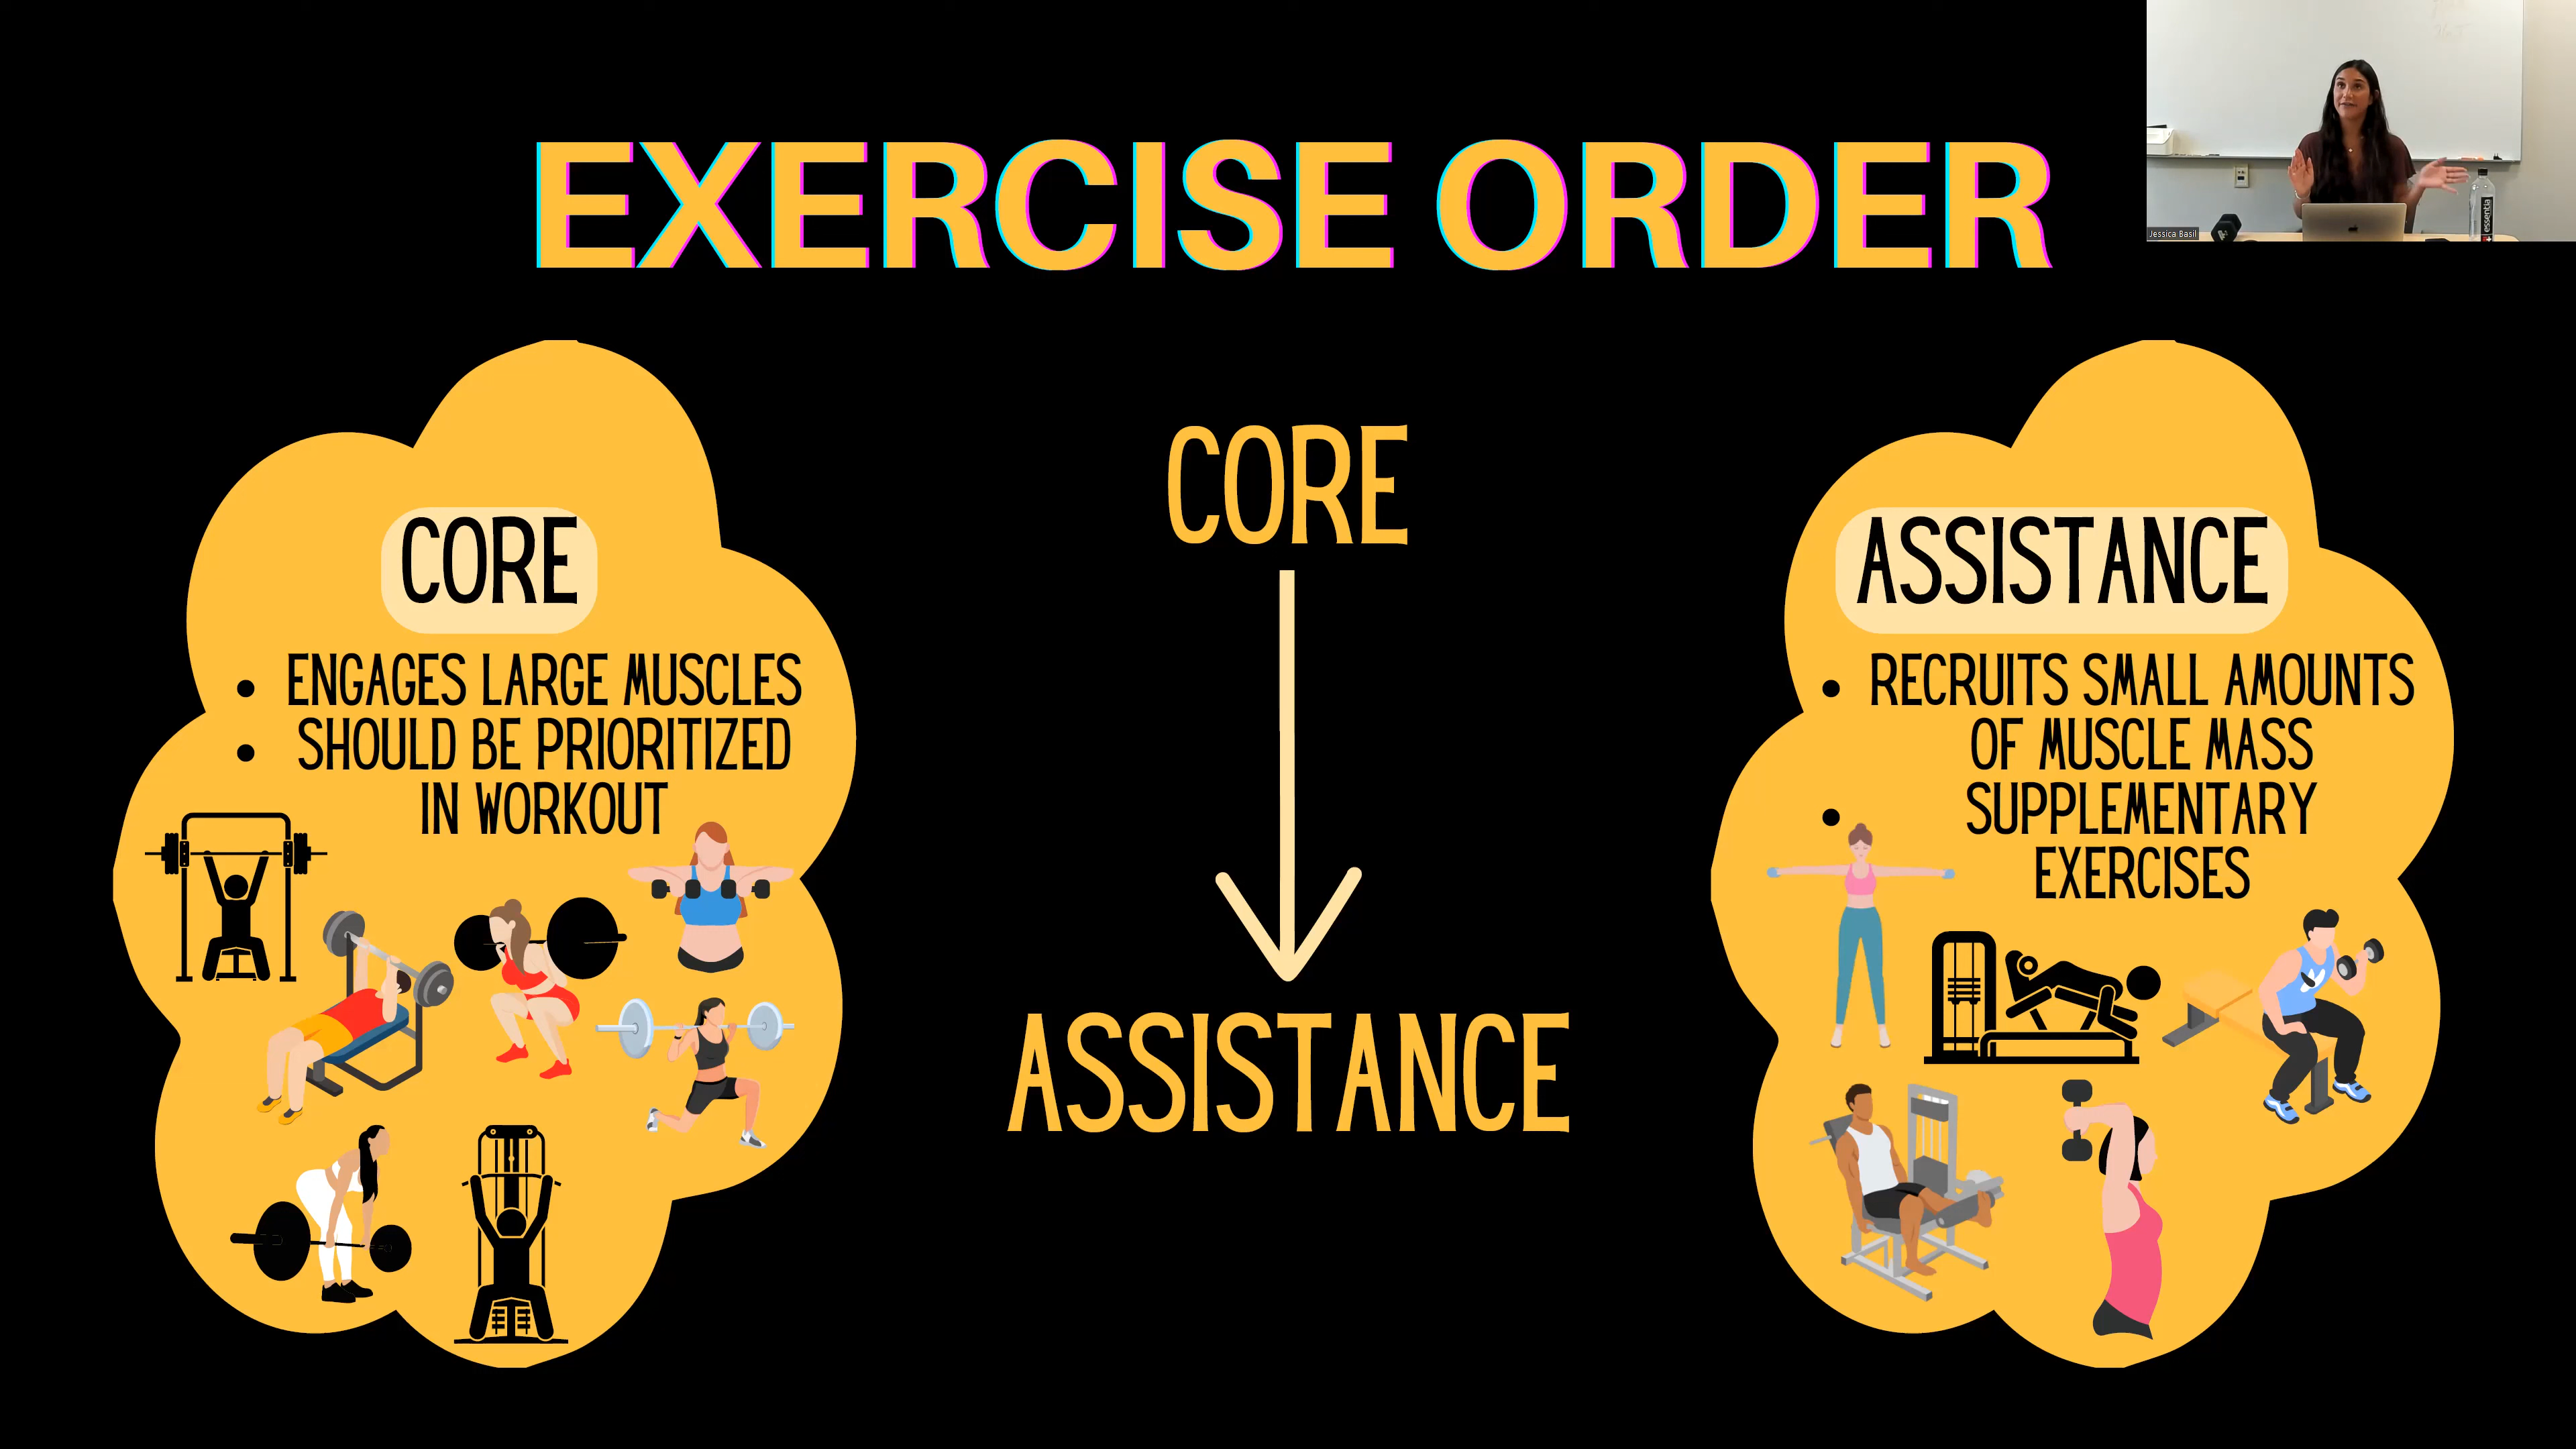 EXERCISE ORDER
CORE
• ENGAGES LARGE MUSCLES
• SHOULD BE PRIORITIZED
IN WORKOUT
CORE
ASSISTANCE
ASSISTANCE
• RECRUITS SMALL AMOUNTS
OF MUSCLE MASS
• SUPPLEMENTARY
EXERCISES
Jessica Basil
essentia